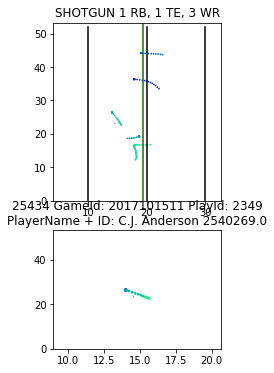 SHOTGUN 1 RB, 1 TE, 3 WR
50
40
30
20
10
0
10 20 30
25434 GameId: 2017101511 PlayId: 2349
PlayerName + ID: C.J. Anderson 2540269.0
40
20
0
10.0 12.5 15.0 17.5 20.0